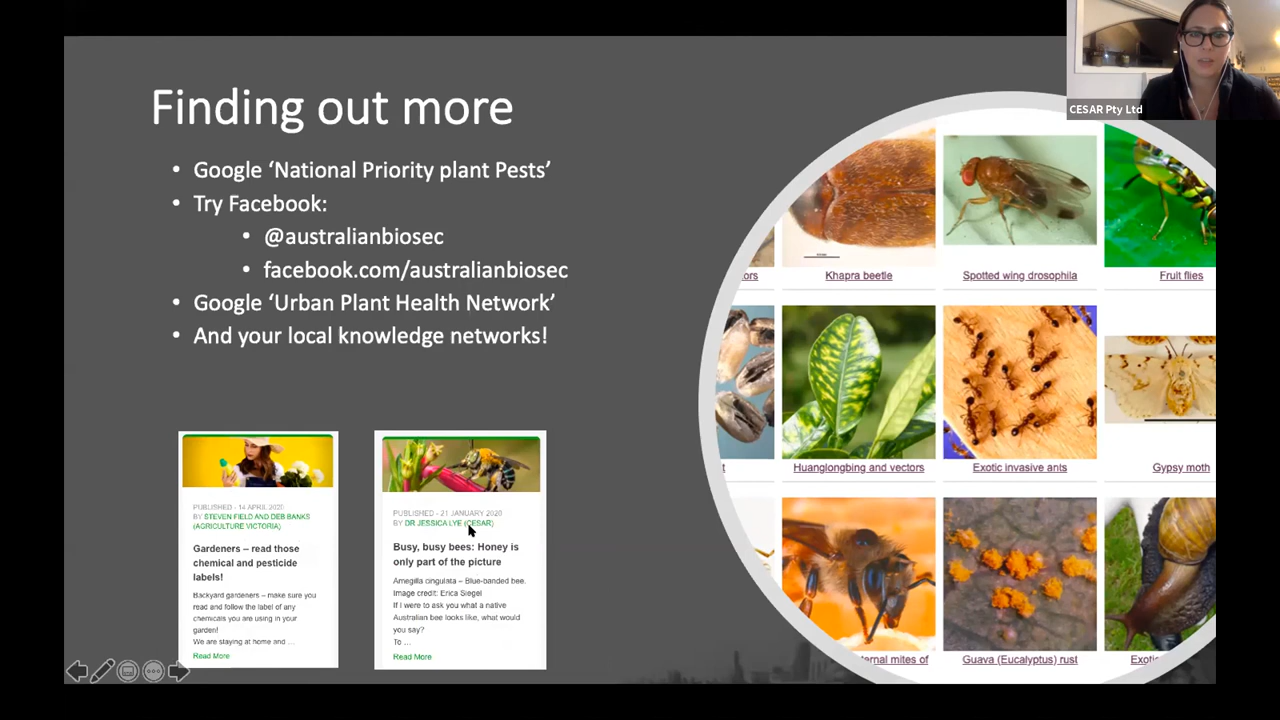 CESAR Pty Ltd
Finding out more
• Google ‘National Priority plant Pests’
• Try Facebook:
• @australianbiosec
• facebook.com/australianbiosec
• Google ‘Urban Plant Health Network’
• And your local knowledge networks!
Khapra beetle
Spotted wing drosophila
Fruit flies
Huanglongbing and vectors
Exotic invasive ants
Gypsy moth
mites of
Guava (Eucalyptus) rust
PUBLISHED - 14 APRIL 2020
BY STEVEN FIELD AND DEB BANKS
(AGRICULTURE VICTORIA)
Gardeners – read those
chemical and pesticide
labels!
Backyard gardeners – make sure you
read and follow the label of any
chemicals you are using in your
garden!
We are staying at home and ...
Read More
PUBLISHED - 21 JANUARY 2020
BY DR JESSICA LYE (CESAR)
Busy, busy bees: Honey is
only part of the picture
Amegilla cingulata – Blue-banded bee.
Image credit: Erica Siegel
If I were to ask you what a native
Australian bee looks like, what would
you say?
To ...
Read More